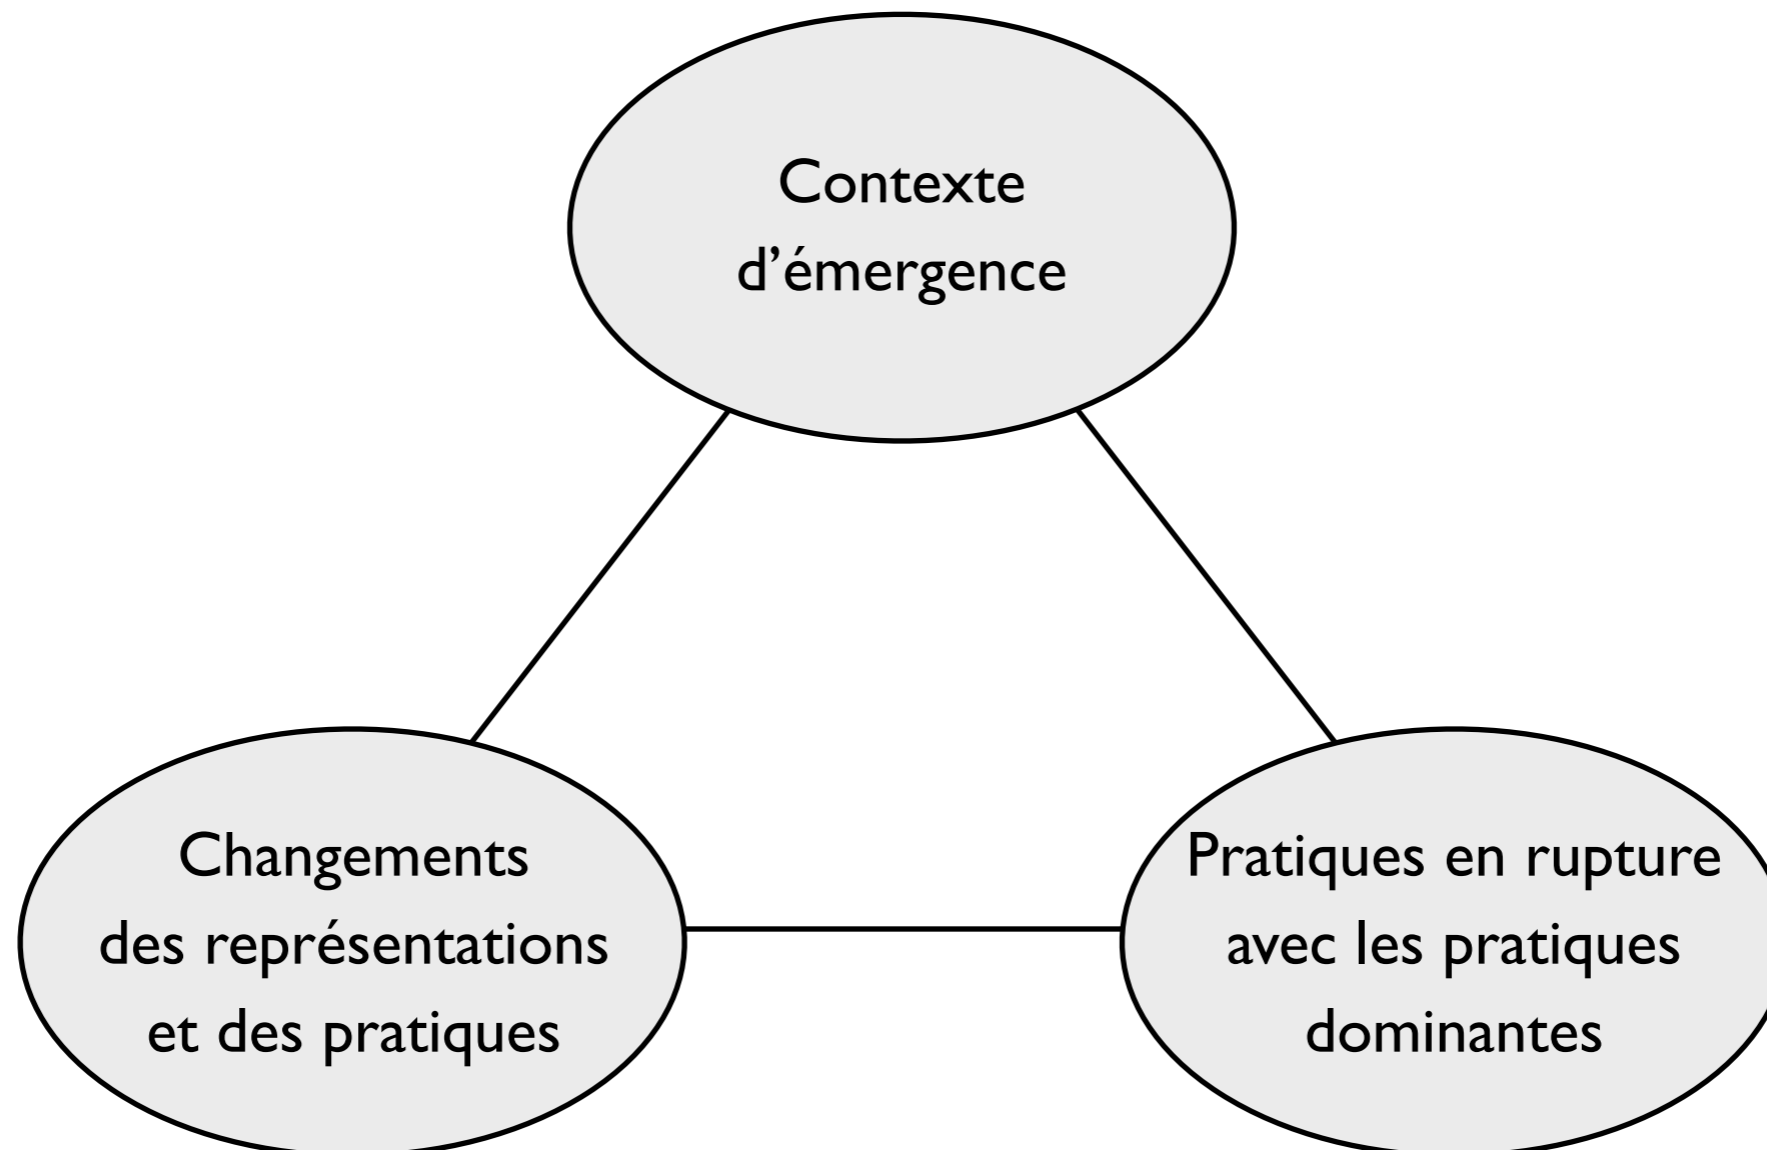 Contexte
d’émergence
Changements
des représentations
et des pratiques
Pratiques en rupture
avec les pratiques
dominantes